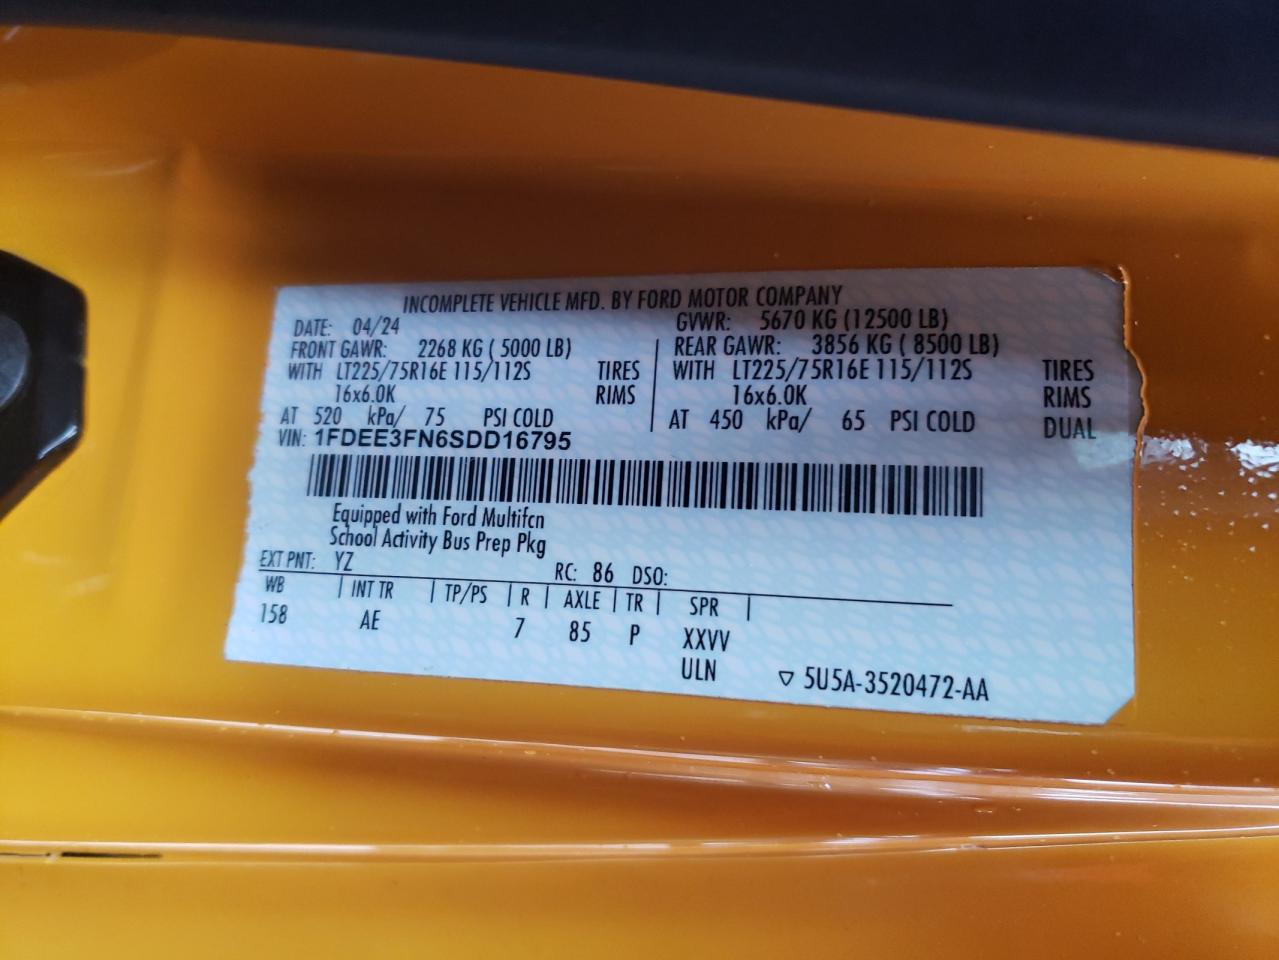 INCOMPLETE VEHICLE MFD. BY FORD MOTOR COMPANY
DATE: 04/24 GVWR: 5670 KG (12500 LB)
FRONT GAWR: 2268 KG ( 5000 LB) REAR GAWR: 3856 KG ( 8500 LB)
WITH LT225/75R16E 115/112S TIRES WITH LT225/75R16E 115/112S TIRES
16x6.0K RIMS 16x6.0K RIMS
AT 520 kPa/ 75 PSI COLD AT 450 kPa/ 65 PSI COLD DUAL
VIN: 1FDEE3FN6SDD16795
Equipped with Ford Multifcn
School Activity Bus Prep Pkg
EXT PNT: YZ RC: 86 DSO:
WB | INT TR | TP/PS | R | AXLE | TR | SPR |
158 AE 7 85 P XXVV
ULN ▽ 5U5A-3520472-AA